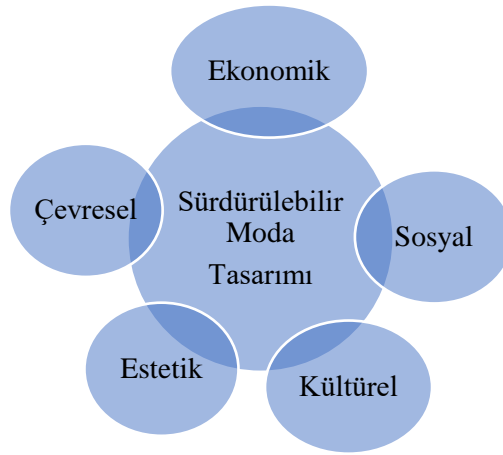 Ekonomik
Çevresel
Sürdürülebilir
Moda
Tasarımı
Sosyal
Estetik
Kültürel